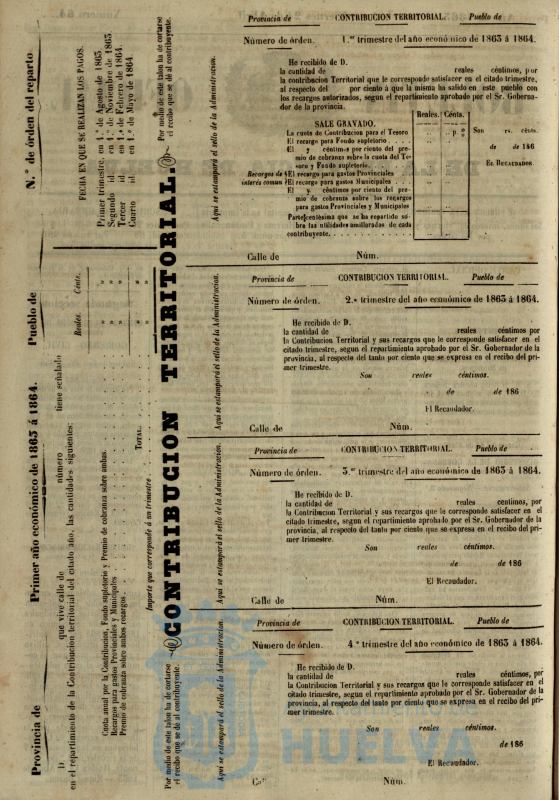 Provincia de Primer año económico de 1863 á 1864. Pueblo de N.º de órden del reparto
D. que vive calle de número tiene señalado
en el repartimiento de la Contribucion territorial del citado año, las cantidades siguientes:
Reales. Cénts.
Cuota anual por la Contribucion, Fondo supletorio y Premio de cobranza sobre ambas. » »
Recargos para gastos Provinciales y Municipales » »
Premio de cobranza sobre ambos recargos. » »
TOTAL. » »
Importe que corresponde á un trimestre » »
FECHA EN QUE SE REALIZAN LOS PAGOS.
Primer trimestre, en 1.º de Agosto de 1863
Segundo id. en 1.º de Noviembre de 1863.
Tercer id. en 1.º de Febrero de 1864.
Cuarto id. en 1.º de Mayo de 1864.
CONTRIBUCION TERRITORIAL.
Por medio de este talon ha de cortarse
el recibo que se dé al contribuyente.
Por medio de este talon ha de cortarse
el recibo que se dé al contribuyente.
Aquí se estampará el sello de la Administracion.
Provincia de CONTRIBUCION TERRITORIAL. Pueblo de
Número de órden. 1.er trimestre del año económico de 1863 á 1864.
He recibido de D.
la cantidad de reales céntimos, por
la contribucion Territorial que le corresponde satisfacer en el citado trimestre,
al respecto del por ciento á que la misma ha salido en este pueblo con
los recargos autorizados, segun el repartimiento aprobado por el Sr. Gobernador
de la provincia.
Reales. Cénts.
SALE GRAVADO.
La cuota de Contribucion para el Tesoro
El recargo para Fondo supletorio
El y céntimos por ciento del premio
de cobranza sobre la cuota del Tesoro
y Fondo supletorio.
Recargos de interés comun
El recargo para gastos Provinciales
El recargo para gastos Municipales
El y céntimos por ciento del premio
de cobranza sobre los recargos
para gastos Provinciales y Municipales
Parte centésima que se ha repartido sobre
las utilidades amillaradas de cada
contribuyente.
Son rs. cénts.
de de 186
EL RECAUDADOR.
Calle de Núm.
Aquí se estampará el sello de la Administracion.
Provincia de CONTRIBUCION TERRITORIAL. Pueblo de
Número de órden. 2.º trimestre del año económico de 1863 á 1864.
He recibido de D.
la cantidad de reales céntimos por
la Contribucion Territorial y sus recargos que le corresponde satisfacer en el
citado trimestre, segun el repartimiento aprobado por el Sr. Gobernador de la
provincia, al respecto del tanto por ciento que se expresa en el recibo del primer
trimestre.
Son reales céntimos.
de de 186
El Recaudador.
Calle de Núm.
Aquí se estampará el sello de la Administracion.
Provincia de CONTRIBUCION TERRITORIAL. Pueblo de
Número de órden. 3.er trimestre del año económico de 1863 á 1864.
He recibido de D.
la cantidad de reales céntimos, por
la Contribucion Territorial y sus recargos que le corresponde satisfacer en el
citado trimestre, segun el repartimiento aprobado por el Sr. Gobernador de la
provincia, al respecto del tanto por ciento que se expresa en el recibo del primer
trimestre.
Son reales céntimos.
de de 186
El Recaudador.
Calle de Núm.
Aquí se estampará el sello de la Administracion.
Provincia de CONTRIBUCION TERRITORIAL. Pueblo de
Número de órden. 4.º trimestre del año económico de 1863 á 1864.
He recibido de D.
la cantidad de reales céntimos, por
la Contribucion Territorial y sus recargos que le corresponde satisfacer en el
citado trimestre, segun el repartimiento aprobado por el Sr. Gobernador de la
provincia, al respecto del tanto por ciento que se expresa en el recibo del primer
trimestre.
Son reales céntimos.
de 186
El Recaudador.
Núm.
HUELVA